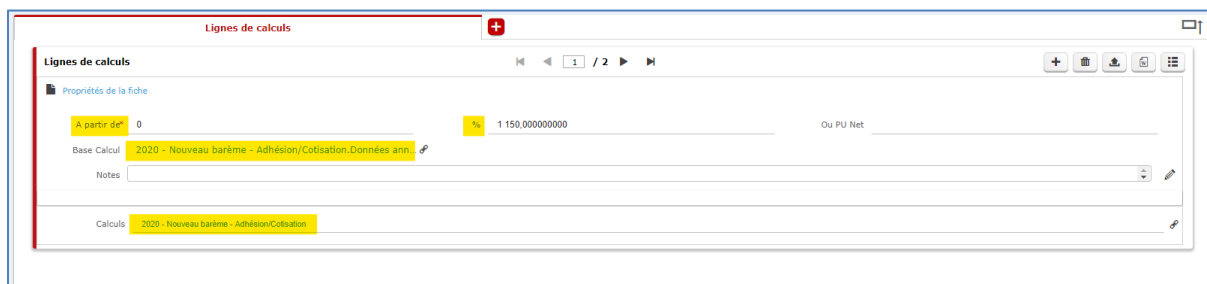 Lignes de calculs
Lignes de calculs 1 / 2
Propriétés de la fiche
A partir de* 0 % 1 150,000000000 Ou PU Net
Base Calcul 2020 - Nouveau barème - Adhésion/Cotisation.Données ann...
Notes
Calculs 2020 - Nouveau barème - Adhésion/Cotisation